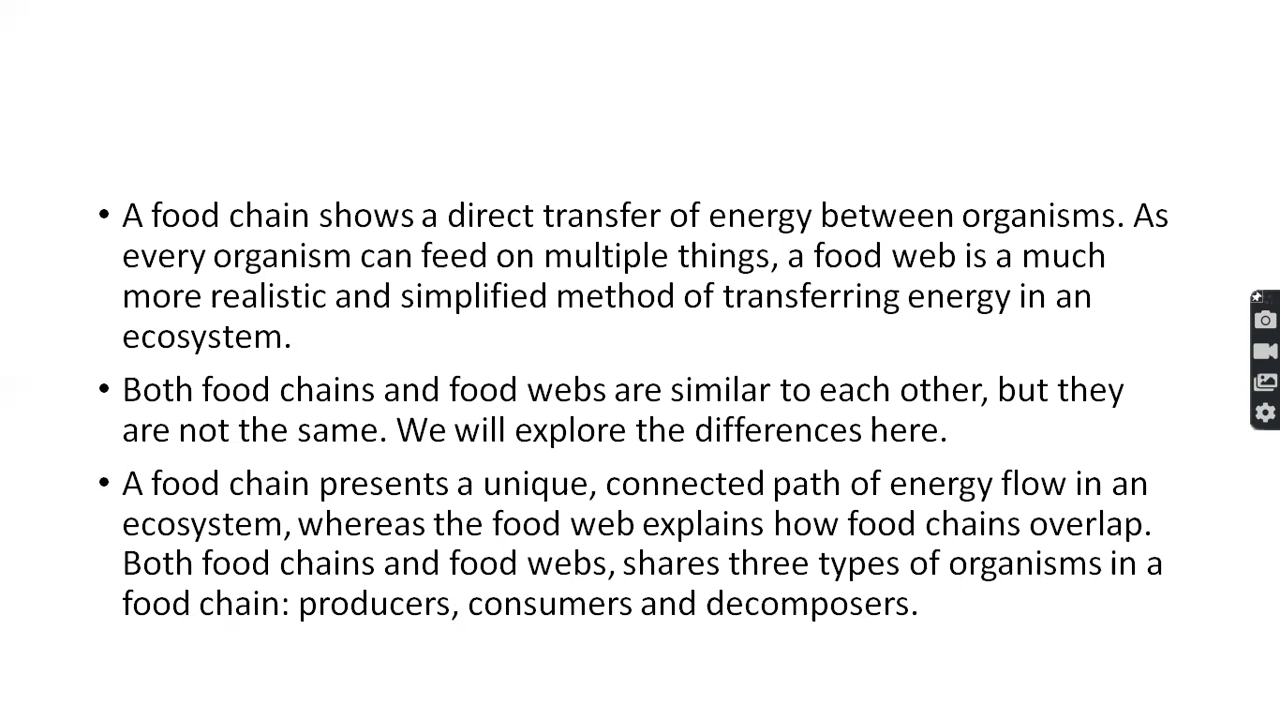 • A food chain shows a direct transfer of energy between organisms. As
every organism can feed on multiple things, a food web is a much
more realistic and simplified method of transferring energy in an
ecosystem.
• Both food chains and food webs are similar to each other, but they
are not the same. We will explore the differences here.
• A food chain presents a unique, connected path of energy flow in an
ecosystem, whereas the food web explains how food chains overlap.
Both food chains and food webs, shares three types of organisms in a
food chain: producers, consumers and decomposers.